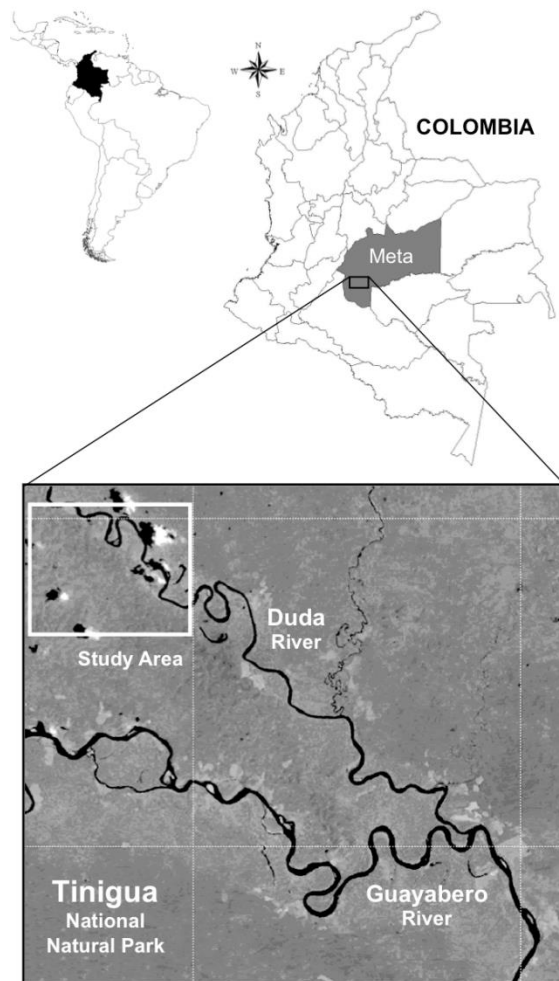 N
W E
S
COLOMBIA
Meta
Duda
River
Study Area
Tinigua
National
Natural Park
Guayabero
River